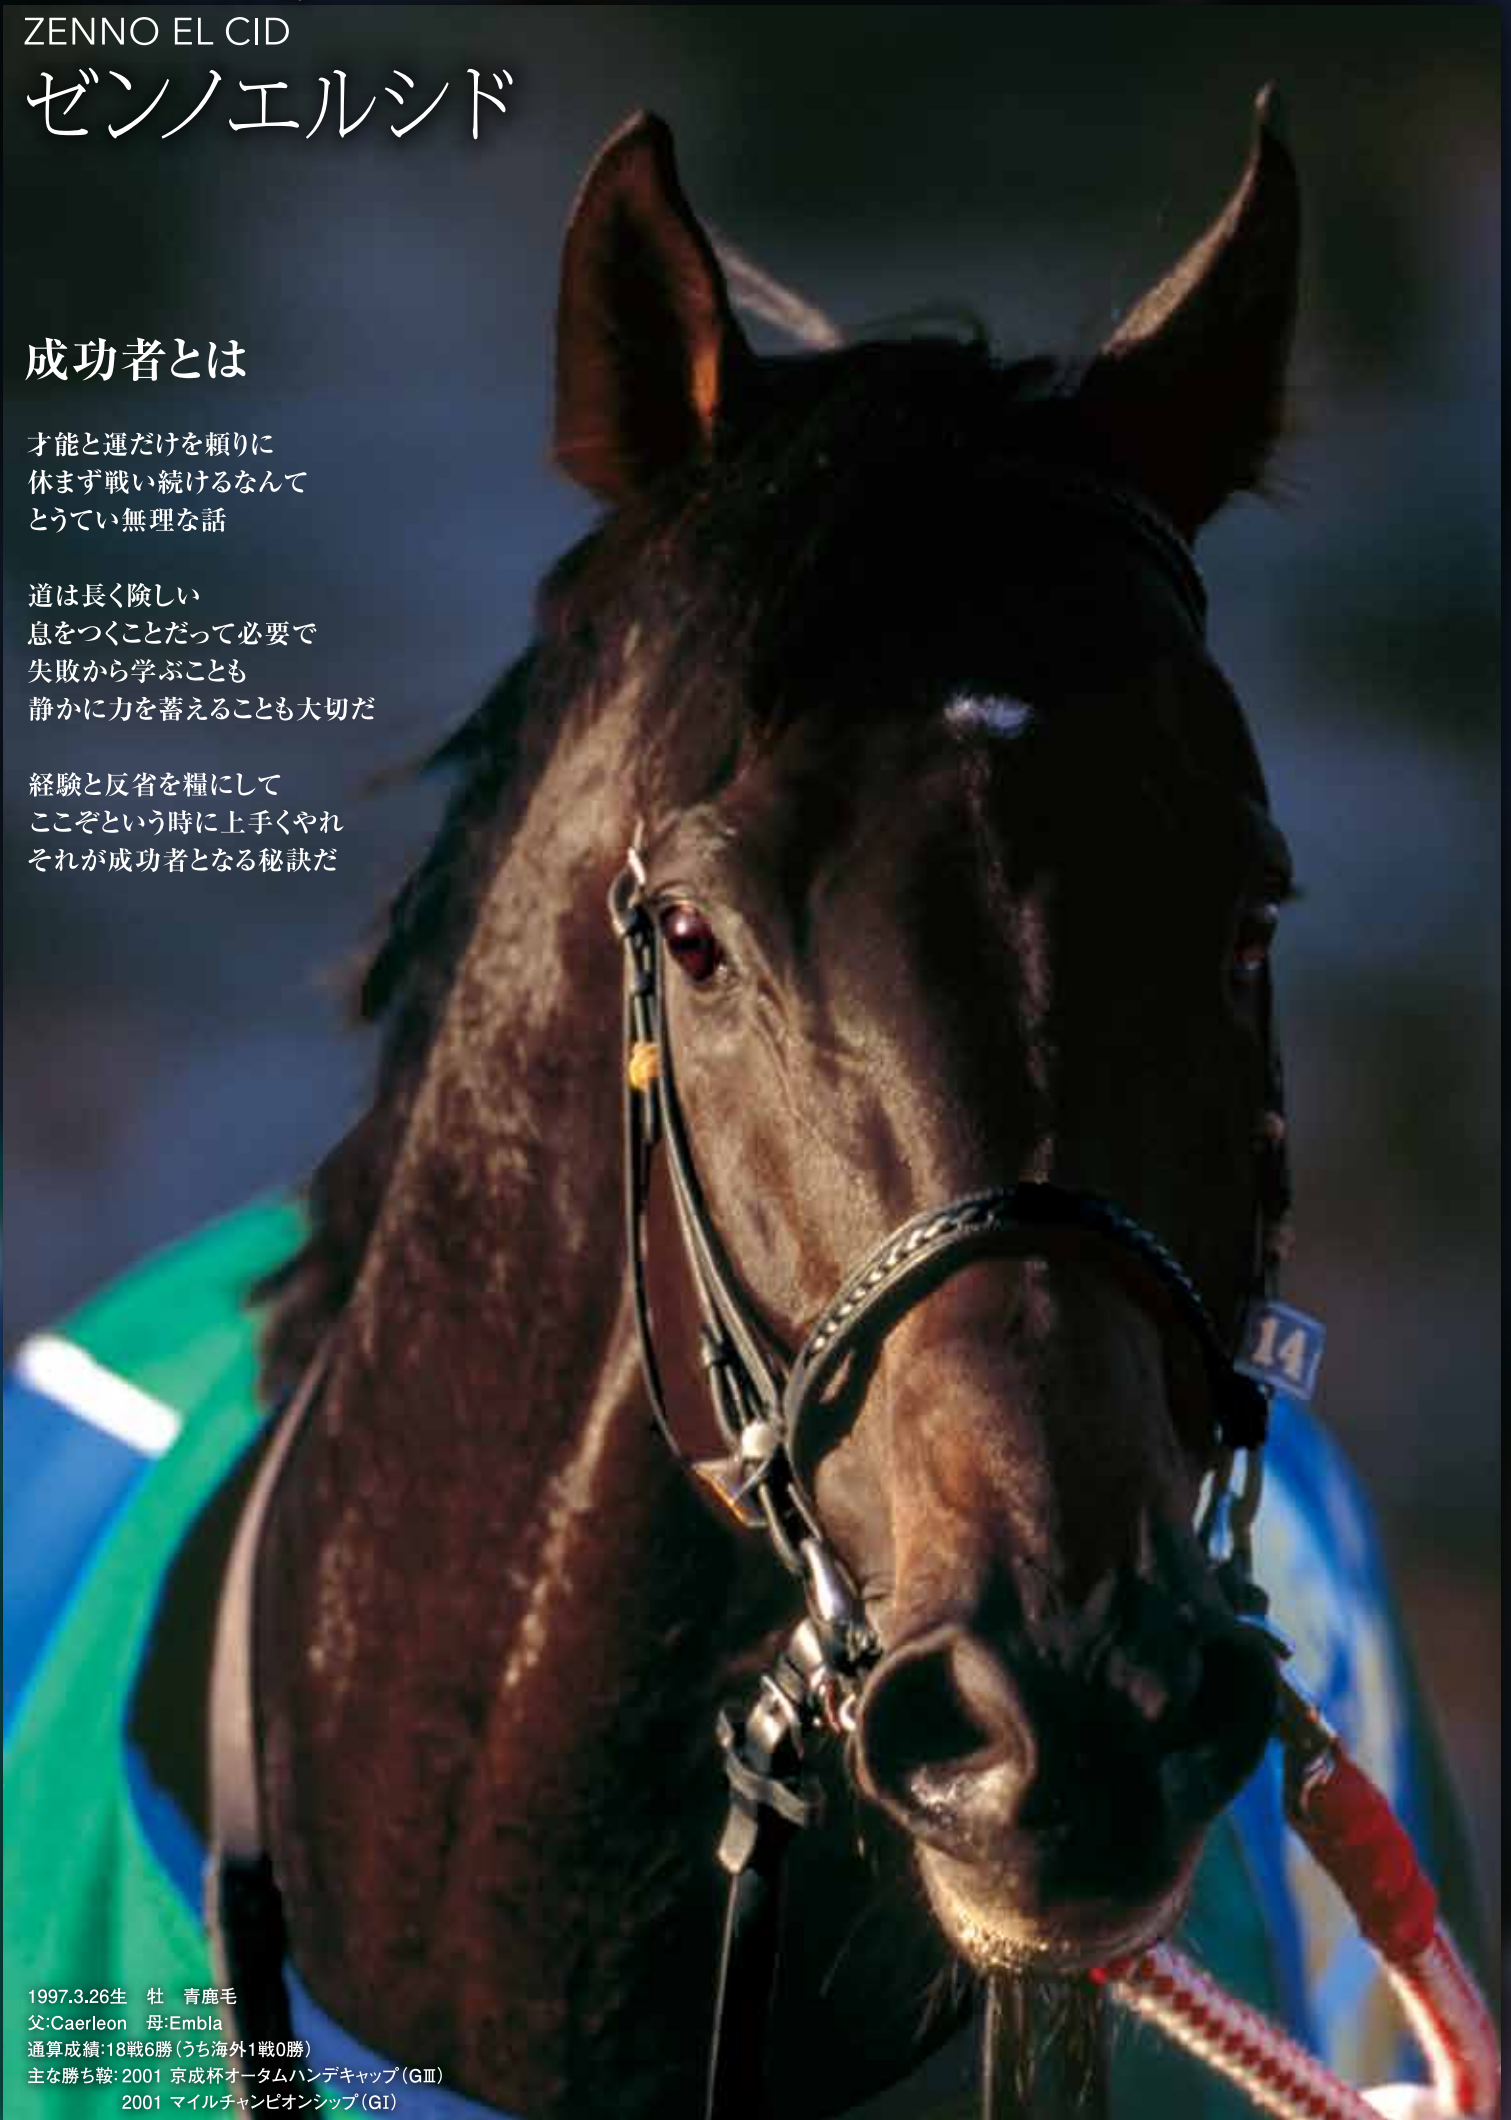 ZENNO EL CID
ゼンノエルシド
成功者とは
才能と運だけを頼りに
休まず戦い続けるなんて
とうてい無理な話
道は長く険しい
息をつくことだって必要で
失敗から学ぶことも
静かに力を蓄えることも大切だ
経験と反省を糧にして
ここぞという時に上手くやれ
それが成功者となる秘訣だ
14
1997.3.26生　牡　青鹿毛
父:Caerleon　母:Embla
通算成績:18戦6勝(うち海外1戦0勝)
主な勝ち鞍:2001 京成杯オータムハンデキャップ(GⅢ)
2001 マイルチャンピオンシップ(GI)